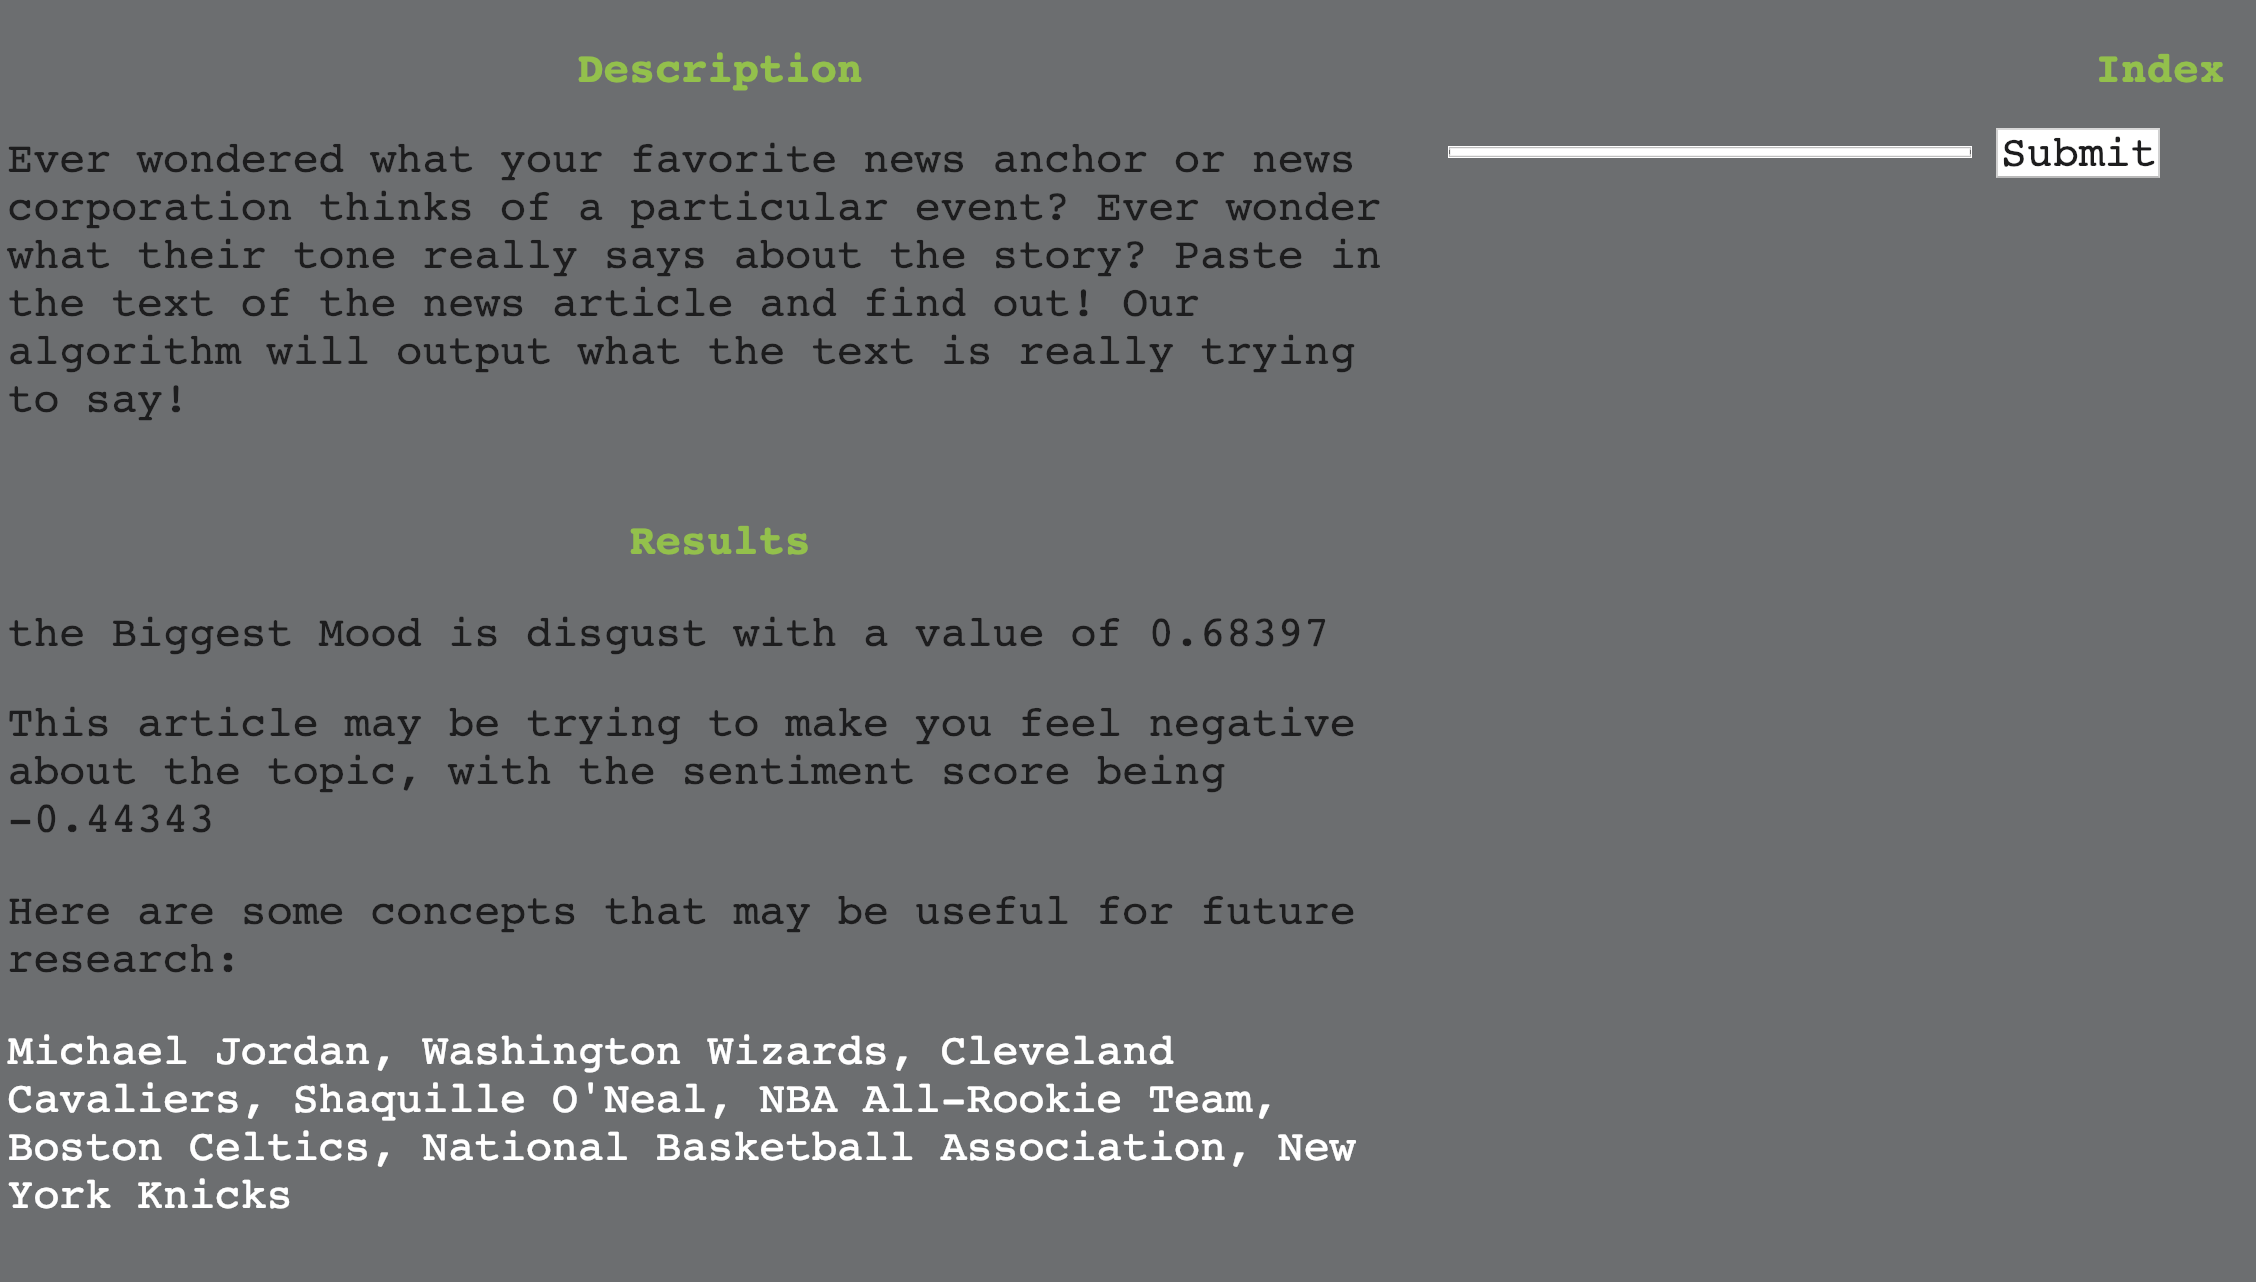 Description
Ever wondered what your favorite news anchor or news
corporation thinks of a particular event? Ever wonder
what their tone really says about the story? Paste in
the text of the news article and find out! Our
algorithm will output what the text is really trying
to say!
Results
the Biggest Mood is disgust with a value of 0.68397
This article may be trying to make you feel negative
about the topic, with the sentiment score being
-0.44343
Here are some concepts that may be useful for future
research:
Michael Jordan, Washington Wizards, Cleveland
Cavaliers, Shaquille O'Neal, NBA All-Rookie Team,
Boston Celtics, National Basketball Association, New
York Knicks
Index
Submit